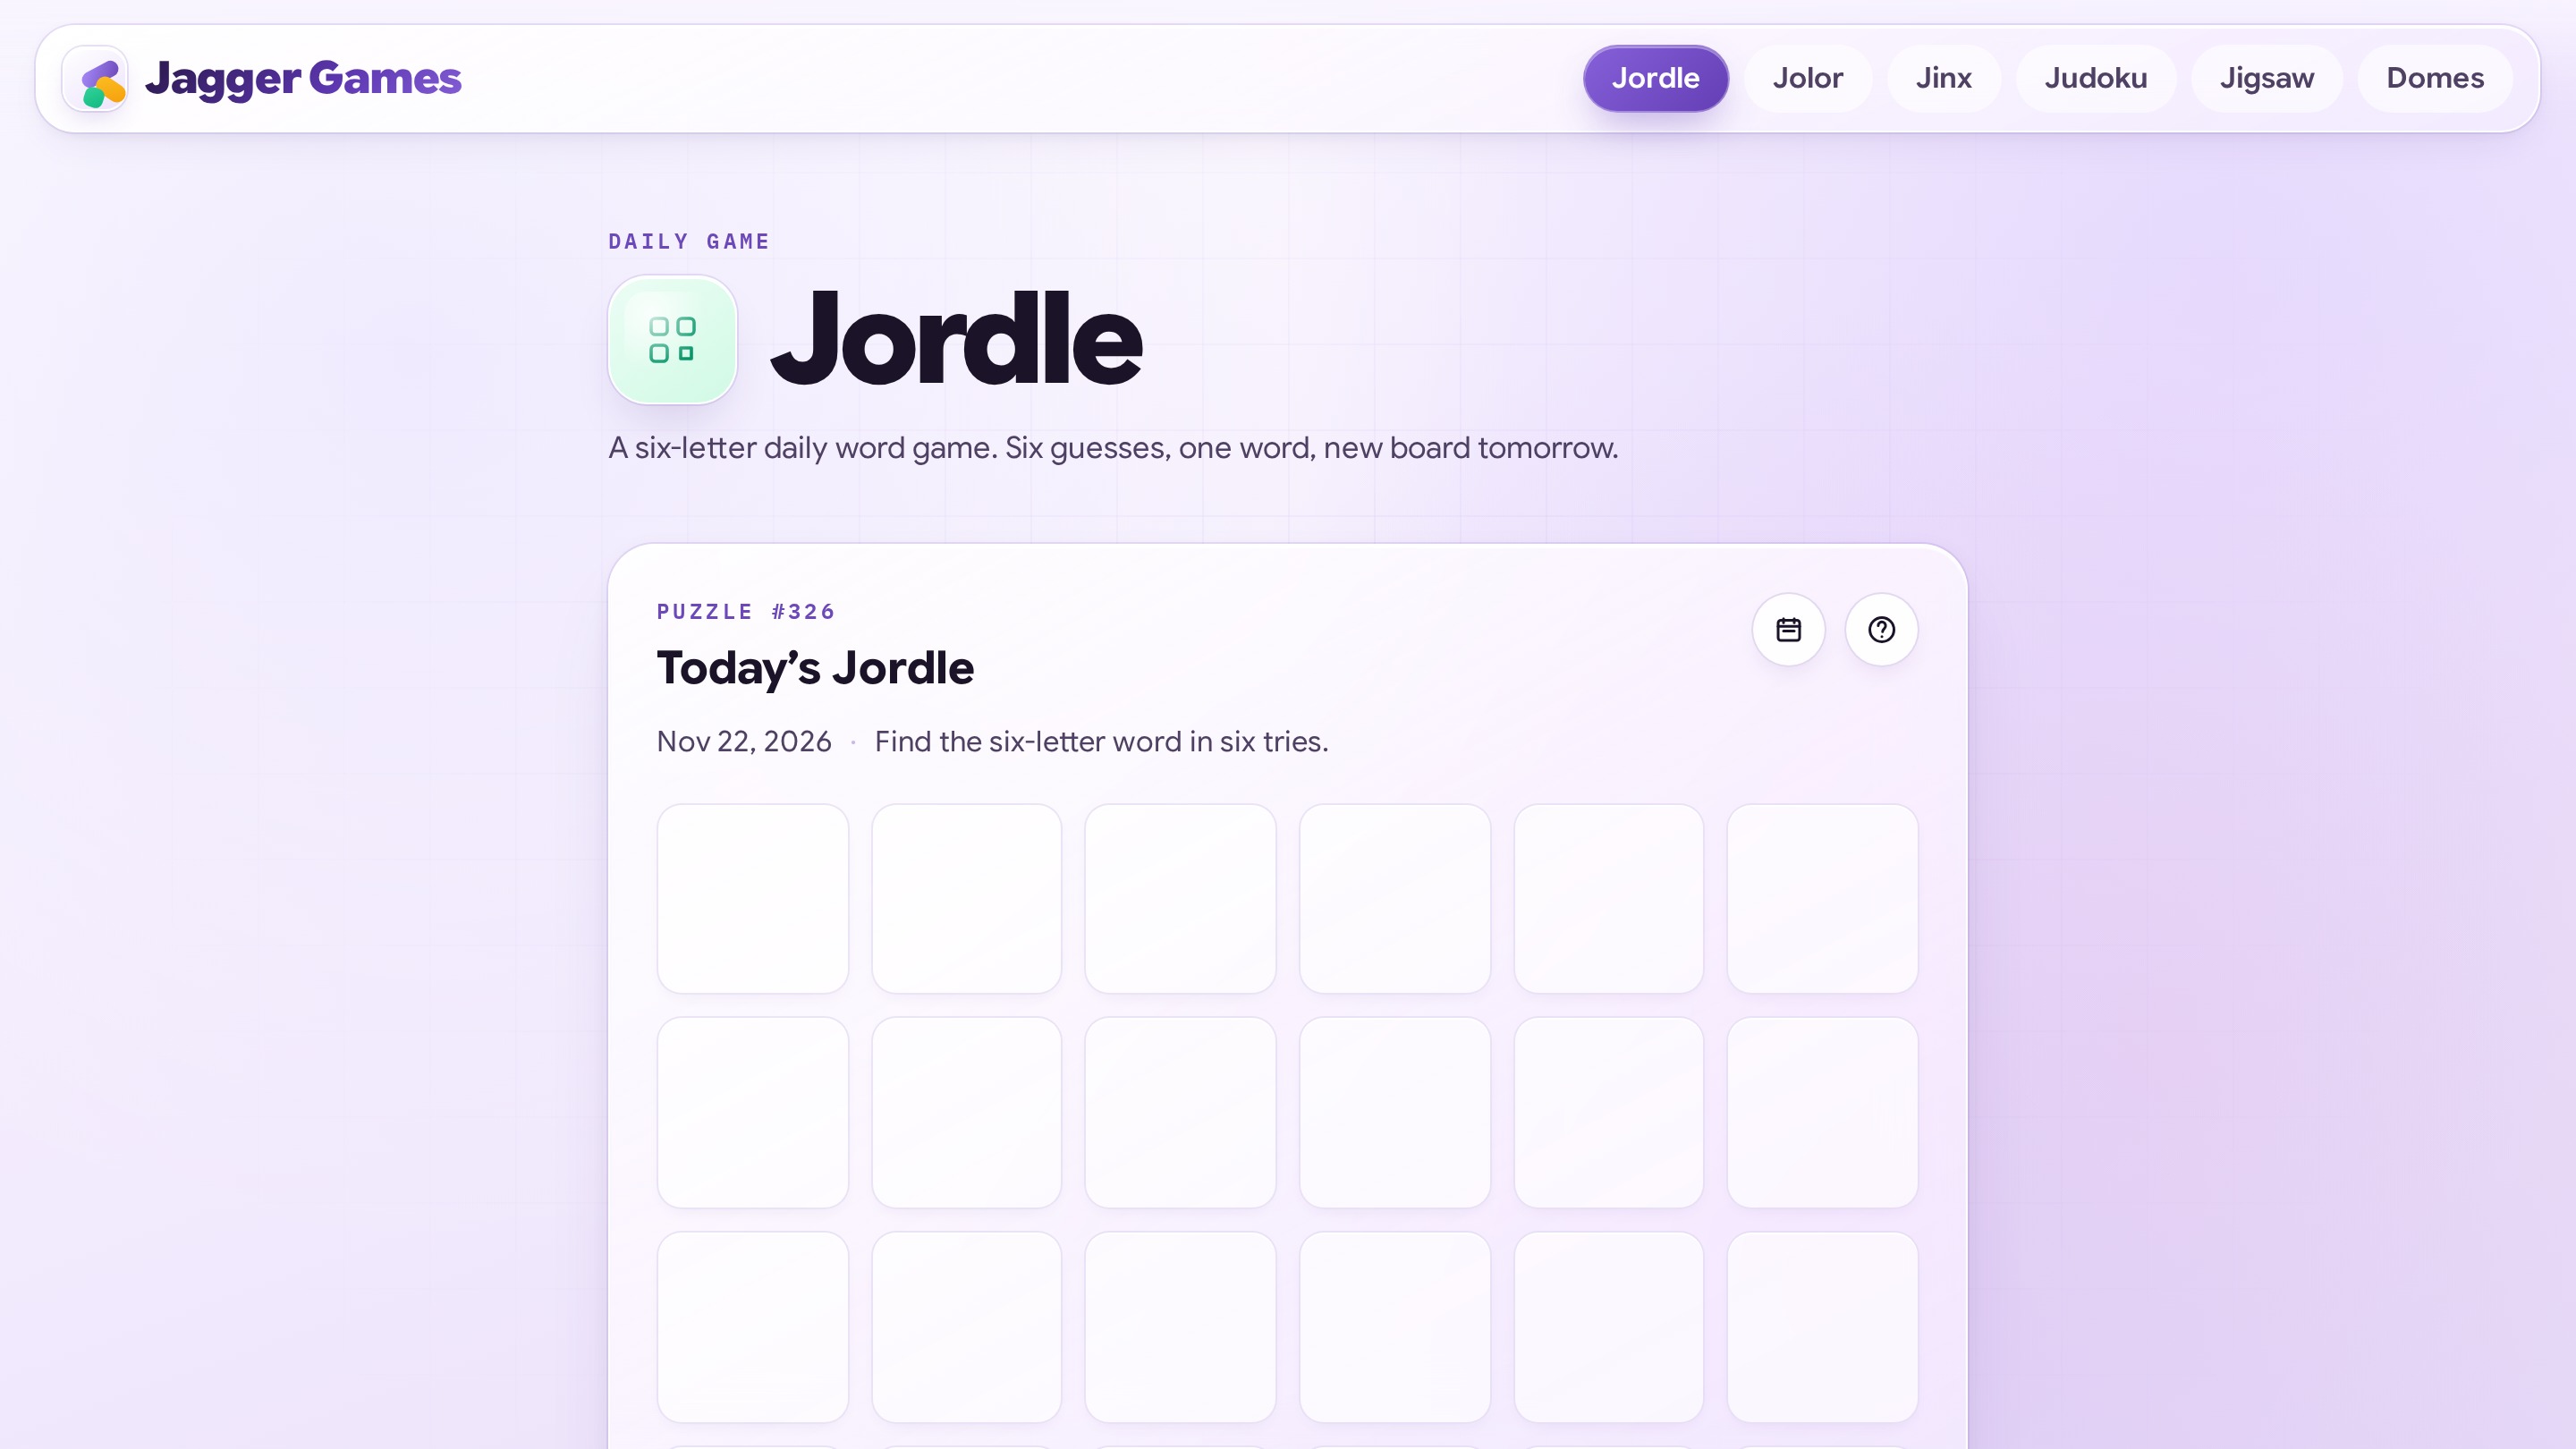 Jagger Games
Jordle
Jolor
Jinx
Judoku
Jigsaw
Domes
DAILY GAME
Jordle
A six-letter daily word game. Six guesses, one word, new board tomorrow.
PUZZLE #326
Today’s Jordle
Nov 22, 2026 · Find the six-letter word in six tries.